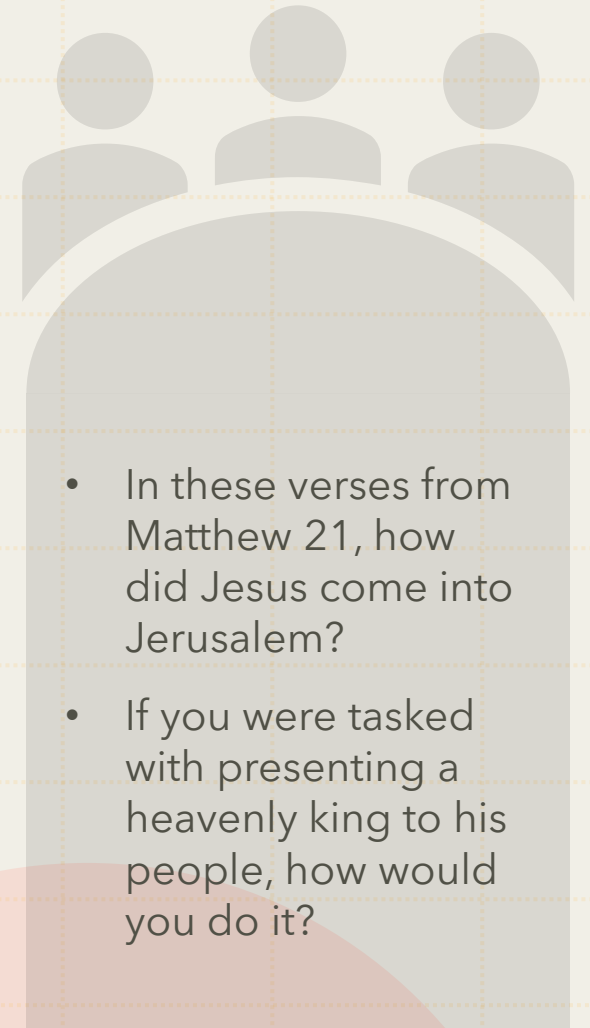 • In these verses from
Matthew 21, how
did Jesus come into
Jerusalem?
• If you were tasked
with presenting a
heavenly king to his
people, how would
you do it?